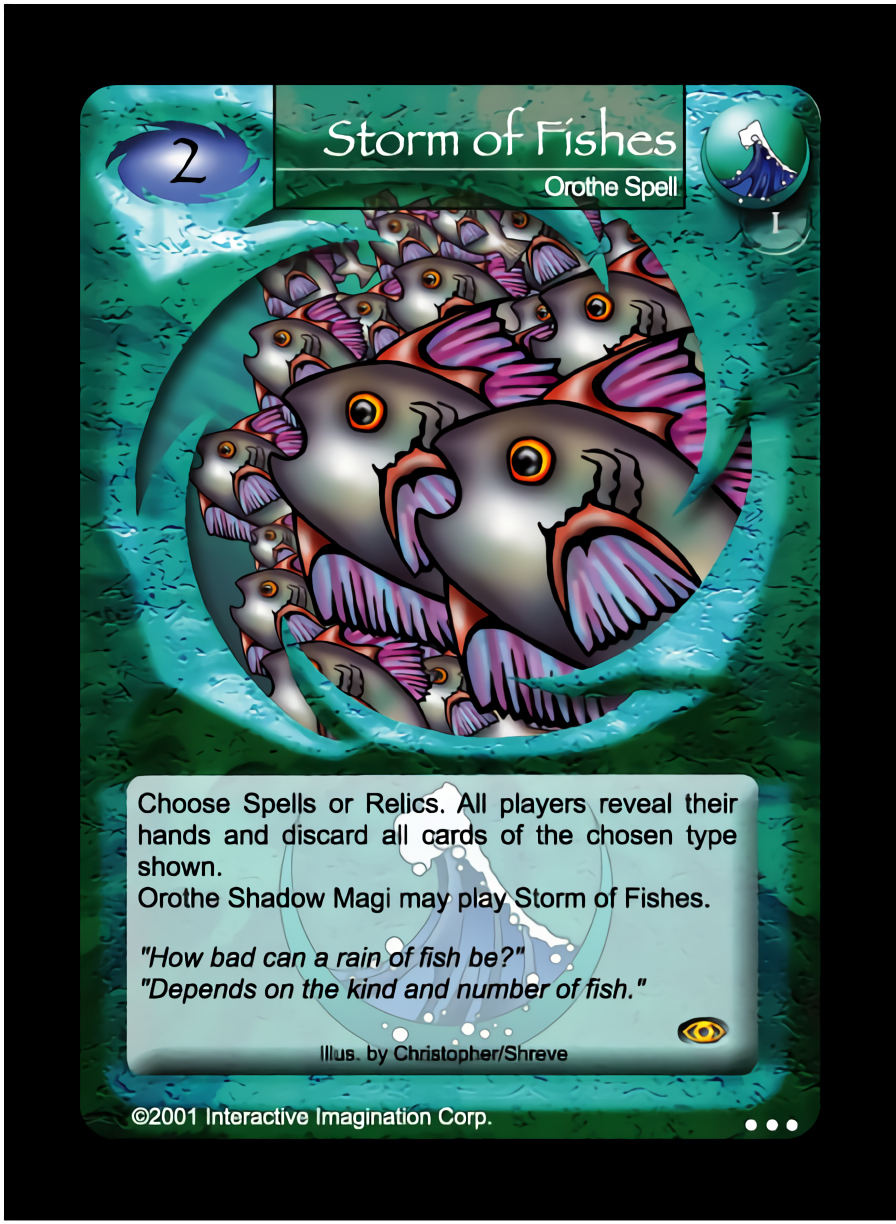 2
Storm of Fishes
Orothe Spell
I
Choose Spells or Relics. All players reveal their
hands and discard all cards of the chosen type
shown.
Orothe Shadow Magi may play Storm of Fishes.
"How bad can a rain of fish be?"
"Depends on the kind and number of fish."
Illus. by Christopher/Shreve
©2001 Interactive Imagination Corp.